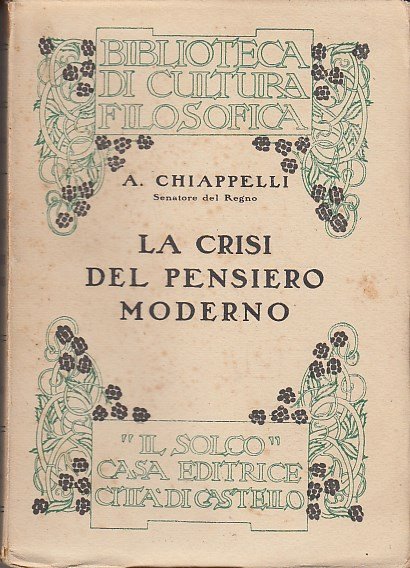 BIBLIOTECA
DI CULTURA
FILOSOFICA
A. CHIAPPELLI
Senatore del Regno
LA CRISI
DEL PENSIERO
MODERNO
"IL SOLCO"
CASA EDITRICE
CITTÀ DI CASTELLO